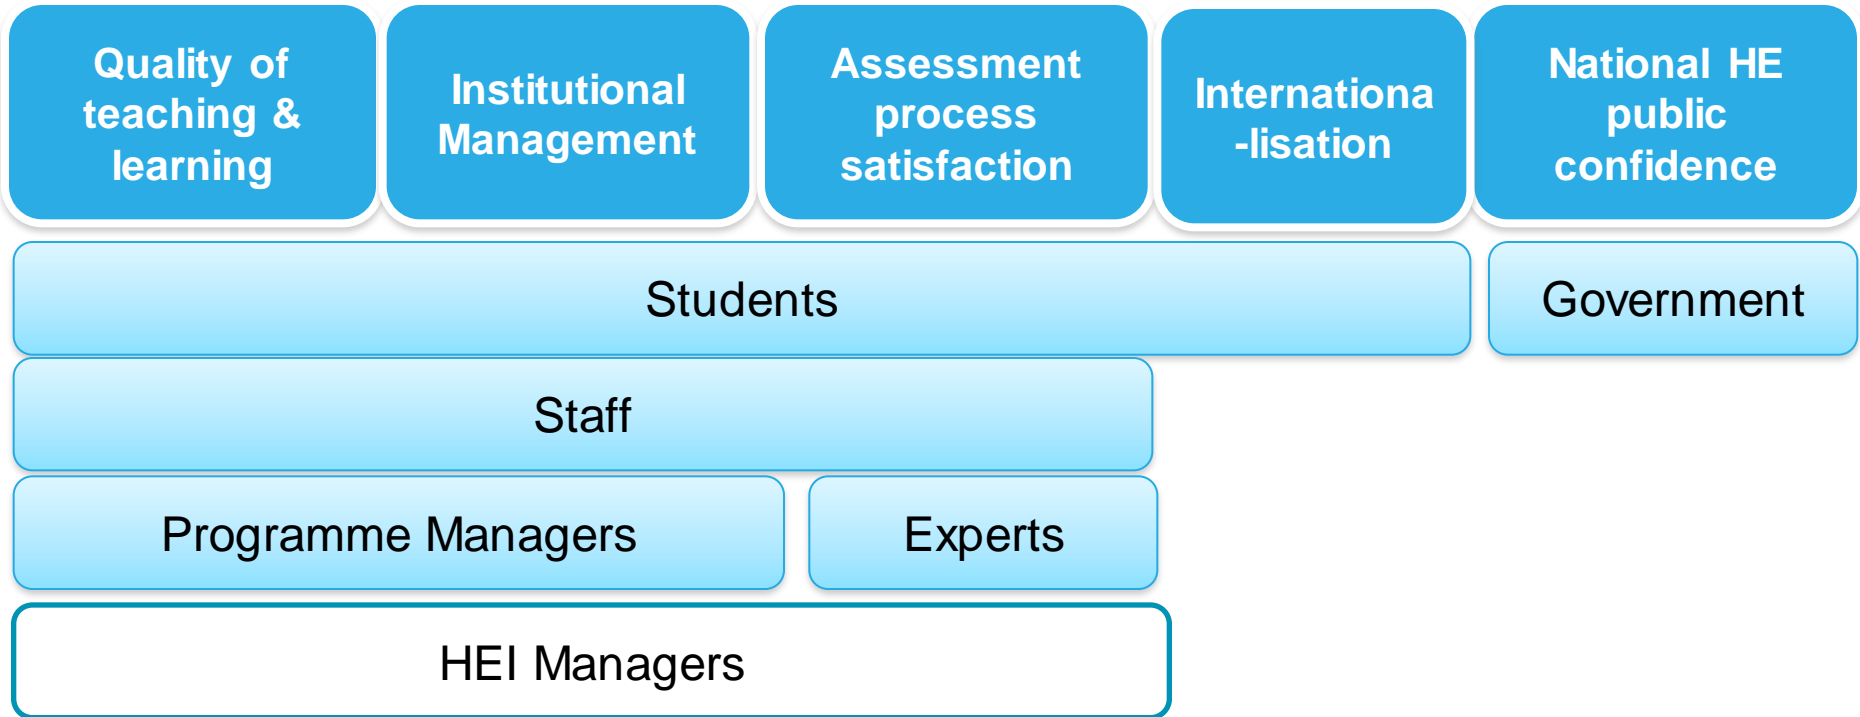 Quality of
teaching &
learning
Institutional
Management
Assessment
process
satisfaction
Internationa
-lisation
National HE
public
confidence
Students
Government
Staff
Programme Managers
Experts
HEI Managers